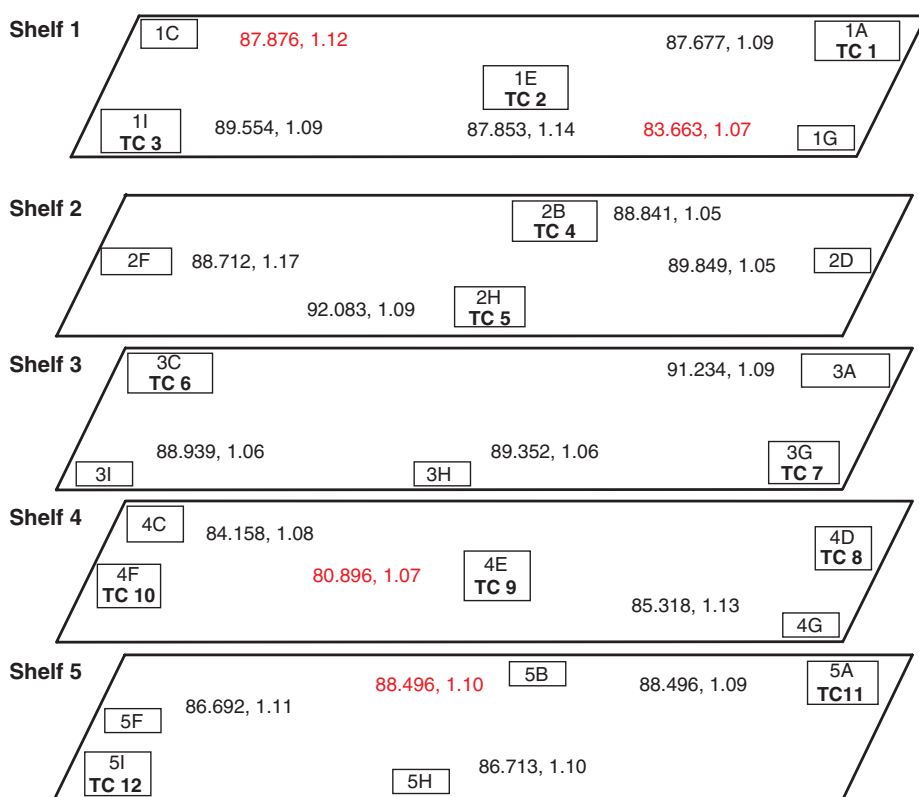 Shelf 1
1C
87.876, 1.12
87.677, 1.09
1A
TC 1
1E
TC 2
1I
TC 3
89.554, 1.09
87.853, 1.14
83.663, 1.07
1G
Shelf 2
2B
TC 4
88.841, 1.05
2F
88.712, 1.17
89.849, 1.05
2D
92.083, 1.09
2H
TC 5
Shelf 3
3C
TC 6
91.234, 1.09
3A
88.939, 1.06
89.352, 1.06
3G
TC 7
3I
3H
Shelf 4
4C
84.158, 1.08
4D
TC 8
4F
TC 10
80.896, 1.07
4E
TC 9
85.318, 1.13
4G
Shelf 5
88.496, 1.10
5B
88.496, 1.09
5A
TC11
86.692, 1.11
5F
5I
TC 12
86.713, 1.10
5H